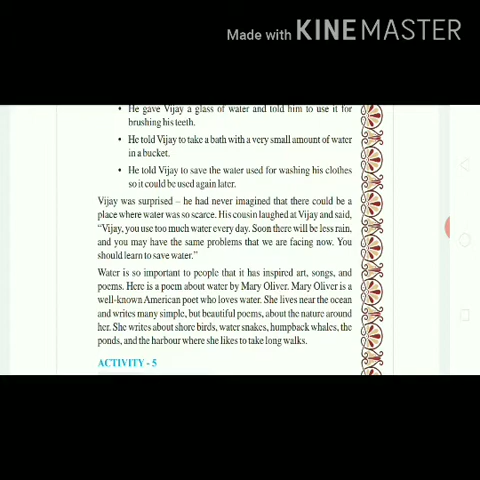 Made with KINEMASTER
• He gave Vijay a glass of water and told him to use it for
brushing his teeth.
• He told Vijay to take a bath with a very small amount of water
in a bucket.
• He told Vijay to save the water used for washing his clothes
so it could be used again later.
Vijay was surprised – he had never imagined that there could be a
place where water was so scarce. His cousin laughed at Vijay and said,
“Vijay, you use too much water every day. Soon there will be less rain,
and you may have the same problems that we are facing now. You
should learn to save water.”
Water is so important to people that it has inspired art, songs, and
poems. Here is a poem about water by Mary Oliver. Mary Oliver is a
well-known American poet who loves water. She lives near the ocean
and writes many simple, but beautiful poems, about the nature around
her. She writes about shore birds, water snakes, humpback whales, the
ponds, and the harbour where she likes to take long walks.
ACTIVITY - 5